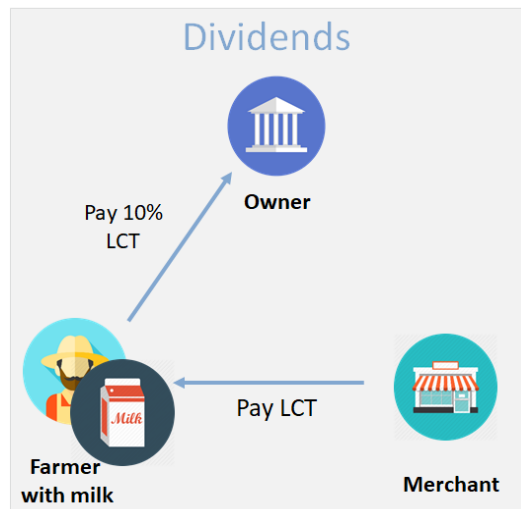 Dividends
Owner
Pay 10%
LCT
Milk
Pay LCT
Farmer
with milk
Merchant